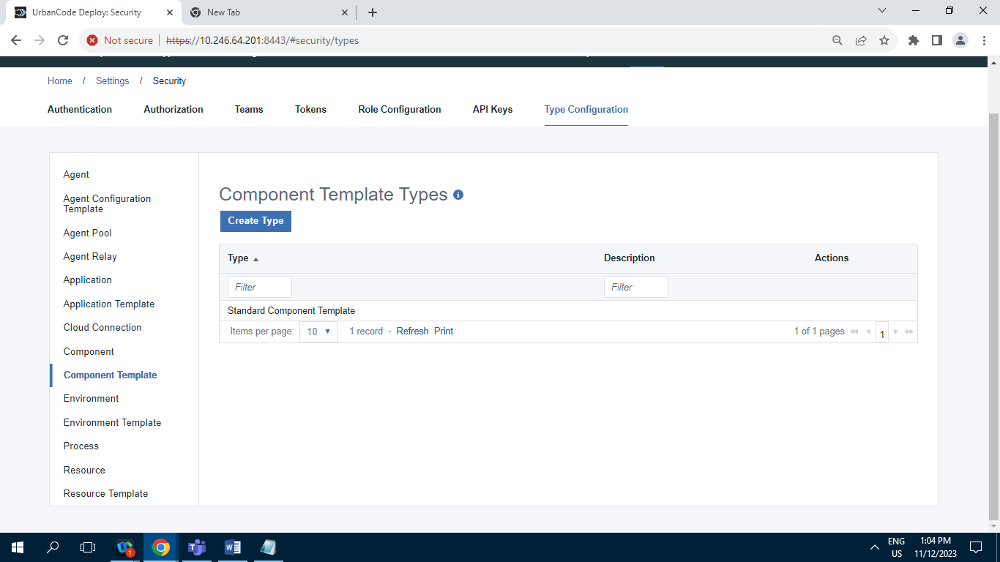 UrbanCode Deploy: Security
New Tab
Not secure
https://10.246.64.201:8443/#security/types
Home / Settings / Security
Authentication
Authorization
Teams
Tokens
Role Configuration
API Keys
Type Configuration
Agent
Agent Configuration
Template
Agent Pool
Agent Relay
Application
Application Template
Cloud Connection
Component
Component Template
Environment
Environment Template
Process
Resource
Resource Template
Component Template Types
Create Type
Type Description Actions
Filter Filter
Standard Component Template
Items per page: 10 1 record - Refresh Print 1 of 1 pages 1
1
ENG
US
1:04 PM
11/12/2023